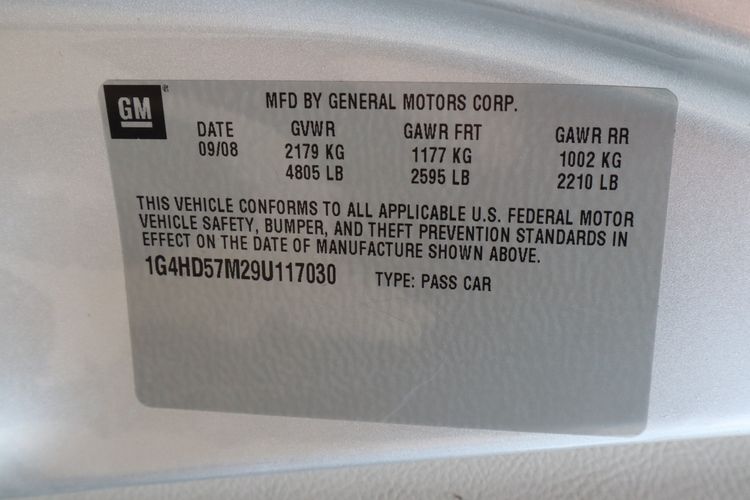 GM
MFD BY GENERAL MOTORS CORP.
DATE GVWR GAWR FRT GAWR RR
09/08 2179 KG 1177 KG 1002 KG
4805 LB 2595 LB 2210 LB
THIS VEHICLE CONFORMS TO ALL APPLICABLE U.S. FEDERAL MOTOR
VEHICLE SAFETY, BUMPER, AND THEFT PREVENTION STANDARDS IN
EFFECT ON THE DATE OF MANUFACTURE SHOWN ABOVE.
1G4HD57M29U117030 TYPE: PASS CAR